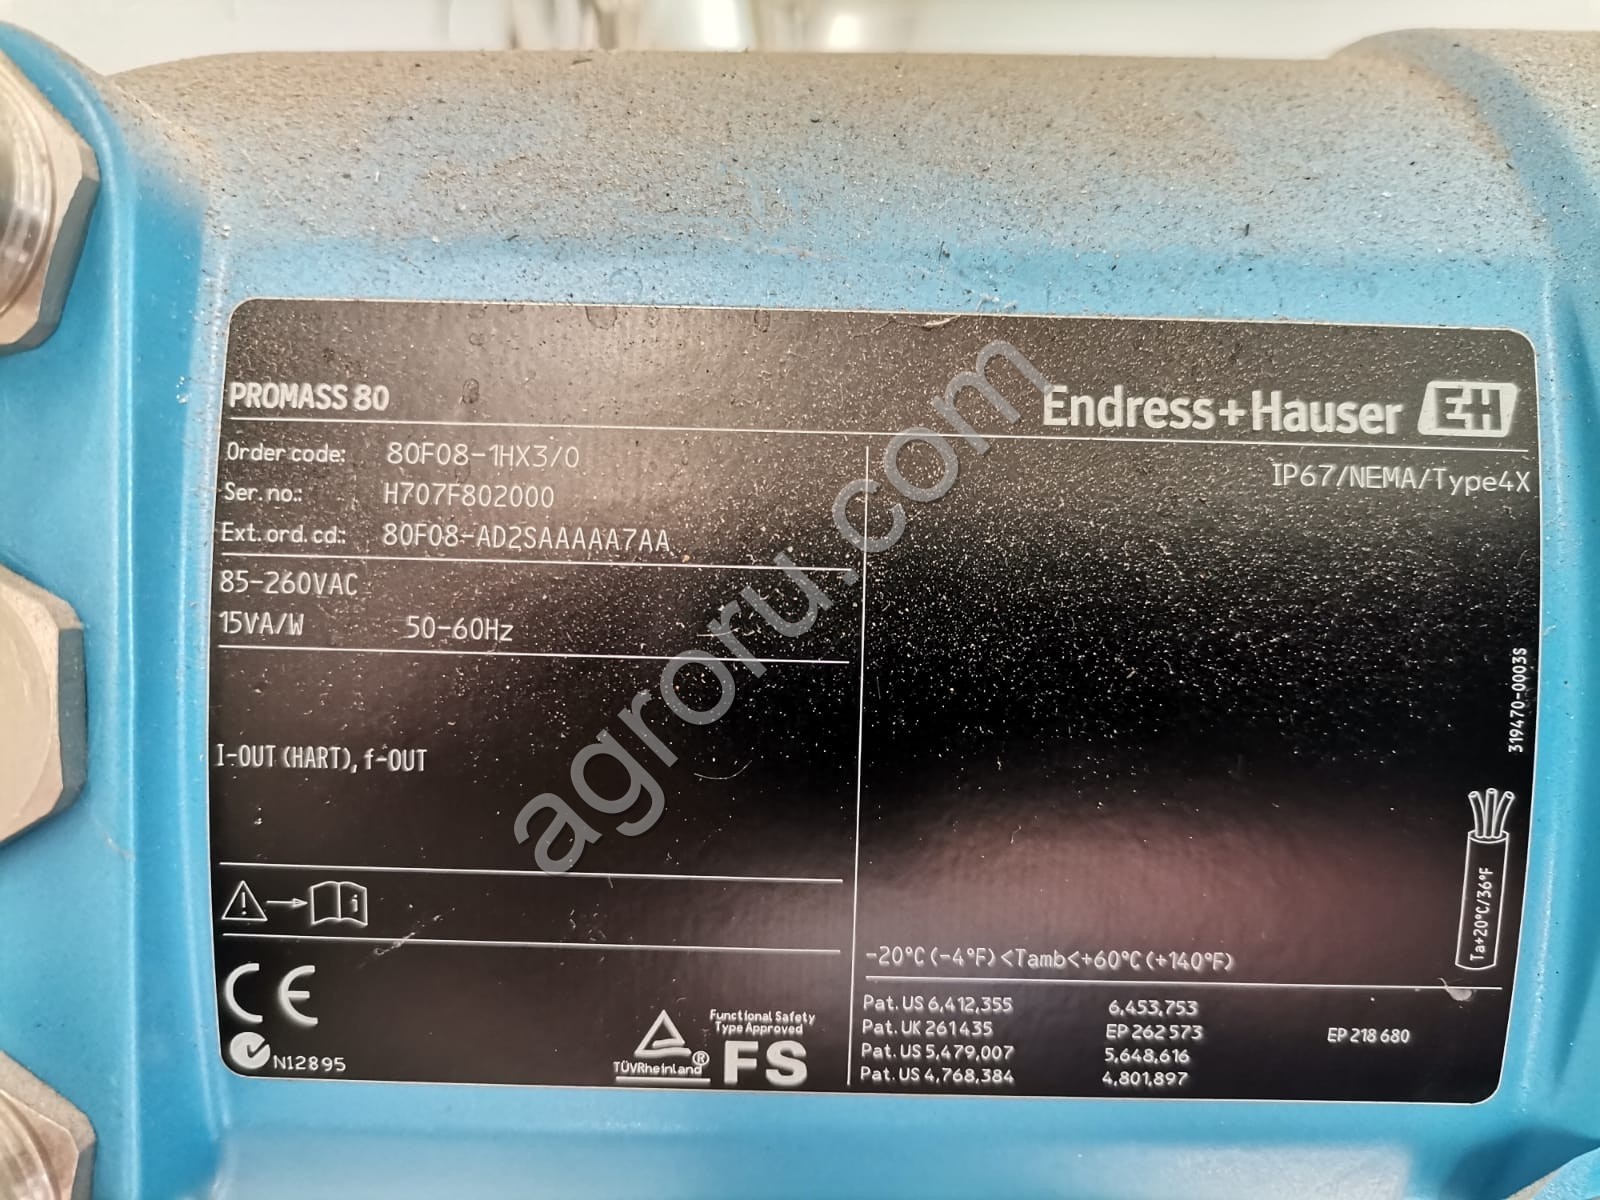 PROMASS 80
Endress+Hauser EH
Order code: 80F08-1HX3/0
Ser. no.: H707F802000
Ext. ord. cd.: 80F08-AD2SAAAAA7AA
IP67/NEMA/Type4X
85-260VAC
15VA/W 50-60Hz
I-OUT (HART), f-OUT
i
319470-0003S
Ta+20°C/36°F
-20°C (-4°F) <Tamb<+60°C (+140°F)
Pat. US 6,412,355 6,453,753
Pat. UK 261435 EP 262 573 EP 218 680
Pat. US 5,479,007 5,648,616
Pat. US 4,768,384 4,801,897
CE
N12895
TÜVRheinland®
Functional Safety
Type Approved
FS
agroru.com